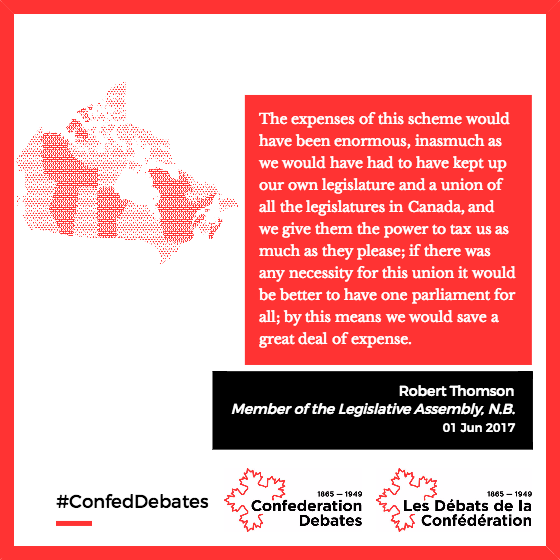 The expenses of this scheme would
have been enormous, inasmuch as
we would have had to have kept up
our own legislature and a union of
all the legislatures in Canada, and
we give them the power to tax us as
much as they please; if there was
any necessity for this union it would
be better to have one parliament for
all; by this means we would save a
great deal of expense.
Robert Thomson
Member of the Legislative Assembly, N.B.
01 Jun 2017
#ConfedDebates
1865 — 1949
Confederation
Debates
1865 — 1949
Les Débats de la
Confédération